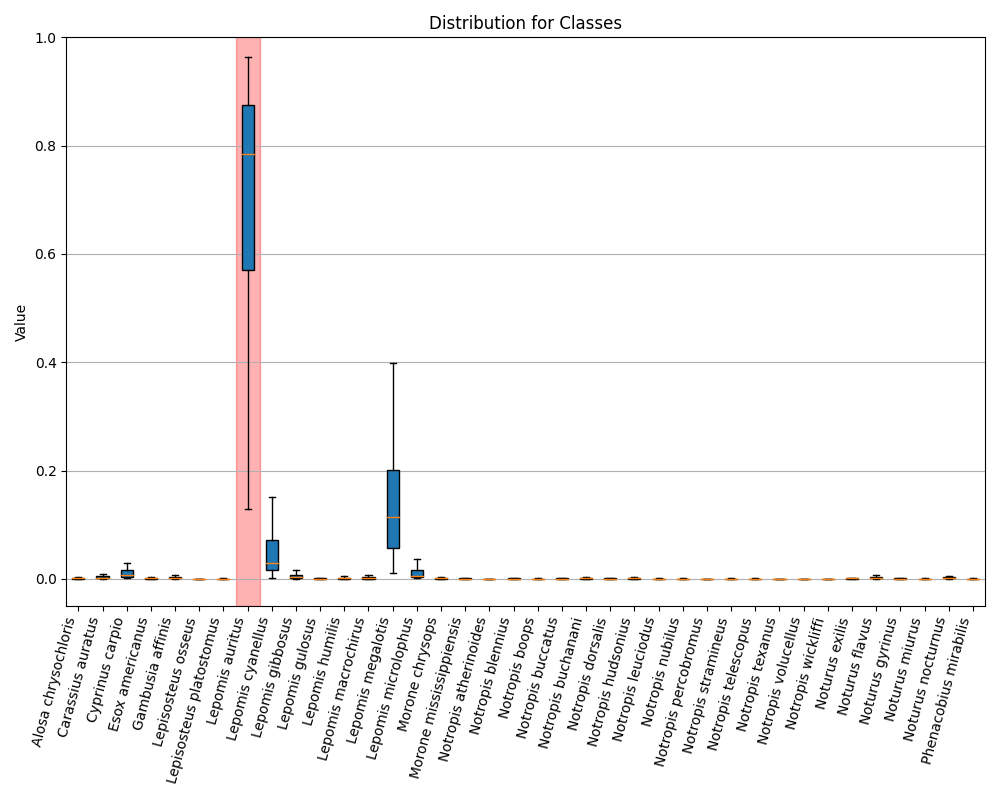 Distribution for Classes
1.0
0.8
0.6
0.4
0.2
0.0
Value
Alosa chrysochloris
Carassius auratus
Cyprinus carpio
Esox americanus
Gambusia affinis
Lepisosteus osseus
Lepisosteus platostomus
Lepomis auritus
Lepomis cyanellus
Lepomis gibbosus
Lepomis gulosus
Lepomis humilis
Lepomis macrochirus
Lepomis megalotis
Lepomis microlophus
Morone chrysops
Morone mississippiensis
Notropis atherinoides
Notropis blennius
Notropis boops
Notropis buccatus
Notropis buchanani
Notropis dorsalis
Notropis hudsonius
Notropis leuciodus
Notropis nubilus
Notropis percobromus
Notropis stramineus
Notropis telescopus
Notropis texanus
Notropis volucellus
Notropis wickliffi
Noturus exilis
Noturus flavus
Noturus gyrinus
Noturus miurus
Noturus nocturnus
Phenacobius mirabilis